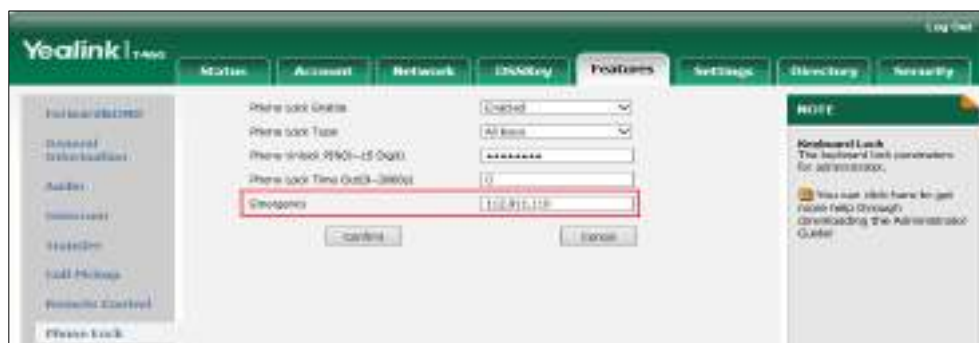 Log Out
Yealink
Status
Account
Network
DSSKey
Features
Settings
Directory
Security
Forward&DND
General
Information
Audio
Intercom
Transfer
Call Pickup
Remote Control
Phone Lock
Phone Lock Enable
Enabled
Phone Lock Type
All Keys
Phone Unlock PIN(0~15 Digit)
••••••••
Phone Lock Time Out(0~3600s)
0
Emergency
112,911,110
Confirm
Cancel
NOTE
Keyboard Lock
The keyboard lock parameters
for administrator.
You can click here to get
more help through
downloading the Administrator
Guide!